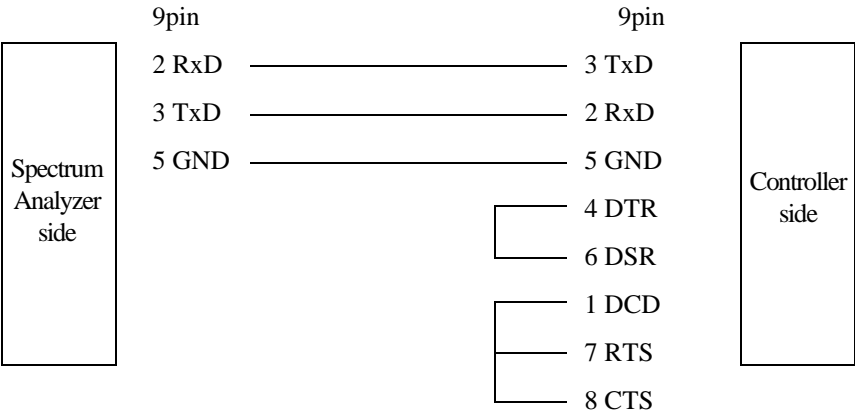 9pin 9pin
2 RxD 3 TxD
3 TxD 2 RxD
5 GND 5 GND
Spectrum
Analyzer
side
4 DTR
6 DSR
1 DCD
7 RTS
8 CTS
Controller
side